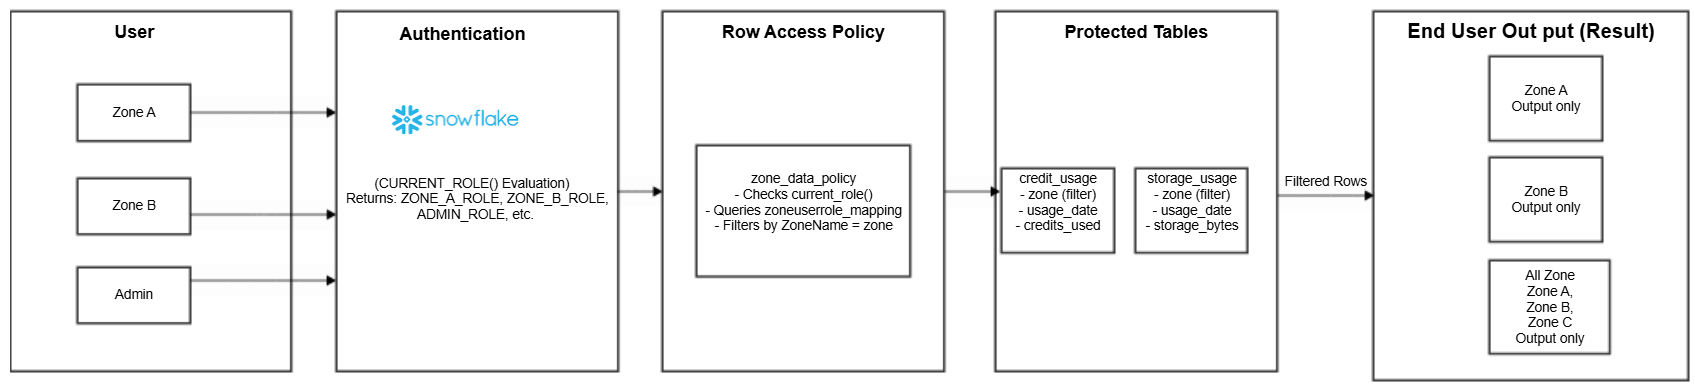 User
Zone A
Zone B
Admin
Authentication
snowflake
(CURRENT_ROLE() Evaluation)
Returns: ZONE_A_ROLE, ZONE_B_ROLE,
ADMIN_ROLE, etc.
Row Access Policy
zone_data_policy
- Checks current_role()
- Queries zoneuserrole_mapping
- Filters by ZoneName = zone
Protected Tables
credit_usage
- zone (filter)
- usage_date
- credits_used
storage_usage
- zone (filter)
- usage_date
- storage_bytes
Filtered Rows
End User Out put (Result)
Zone A
Output only
Zone B
Output only
All Zone
Zone A,
Zone B,
Zone C
Output only